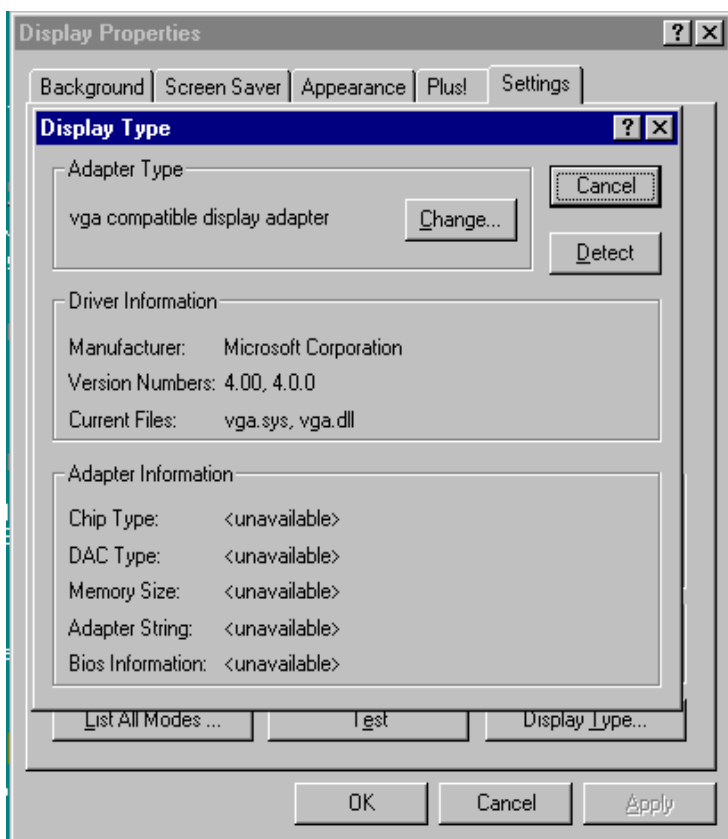 Display Properties
Background Screen Saver Appearance Plus! Settings
Display Type
Adapter Type
vga compatible display adapter
Change...
Cancel
Detect
Driver Information
Manufacturer: Microsoft Corporation
Version Numbers: 4.00, 4.0.0
Current Files: vga.sys, vga.dll
Adapter Information
Chip Type: <unavailable>
DAC Type: <unavailable>
Memory Size: <unavailable>
Adapter String: <unavailable>
Bios Information: <unavailable>
List All Modes ... Test Display Type...
OK Cancel Apply